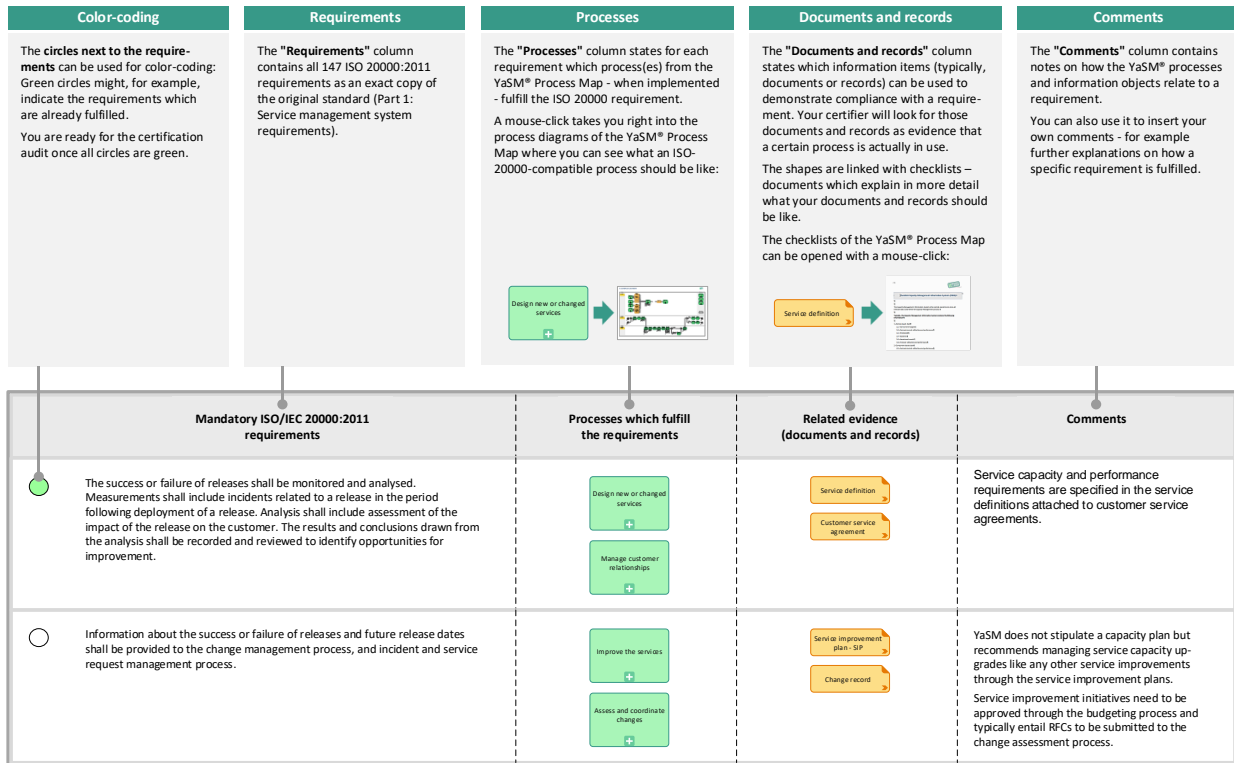 Color-coding
The circles next to the require-
ments can be used for color-coding:
Green circles might, for example,
indicate the requirements which
are already fulfilled.
You are ready for the certification
audit once all circles are green.
Requirements
The "Requirements" column
contains all 147 ISO 20000:2011
requirements as an exact copy of
the original standard (Part 1:
Service management system
requirements).
Processes
The "Processes" column states for each
requirement which process(es) from the
YaSM® Process Map - when implemented
- fulfill the ISO 20000 requirement.
A mouse-click takes you right into the
process diagrams of the YaSM® Process
Map where you can see what an ISO-
20000-compatible process should be like:
Design new or changed
services
Documents and records
The "Documents and records" column
states which information items (typically,
documents or records) can be used to
demonstrate compliance with a require-
ment. Your certifier will look for those
documents and records as evidence that
a certain process is actually in use.
The shapes are linked with checklists –
documents which explain in more detail
what your documents and records should
be like.
The checklists of the YaSM® Process Map
can be opened with a mouse-click:
Service definition
Comments
The "Comments" column contains
notes on how the YaSM® processes
and information objects relate to a
requirement.
You can also use it to insert your
own comments - for example
further explanations on how a
specific requirement is fulfilled.
Mandatory ISO/IEC 20000:2011
requirements
Processes which fulfill
the requirements
Related evidence
(documents and records)
Comments
The success or failure of releases shall be monitored and analysed.
Measurements shall include incidents related to a release in the period
following deployment of a release. Analysis shall include assessment of the
impact of the release on the customer. The results and conclusions drawn from
the analysis shall be recorded and reviewed to identify opportunities for
improvement.
Design new or changed
services
Manage customer
relationships
Service definition
Customer service
agreement
Service capacity and performance
requirements are specified in the service
definitions attached to customer service
agreements.
Information about the success or failure of releases and future release dates
shall be provided to the change management process, and incident and service
request management process.
Improve the services
Assess and coordinate
changes
Service improvement
plan - SIP
Change record
YaSM does not stipulate a capacity plan but
recommends managing service capacity up-
grades like any other service improvements
through the service improvement plans.
Service improvement initiatives need to be
approved through the budgeting process and
typically entail RFCs to be submitted to the
change assessment process.